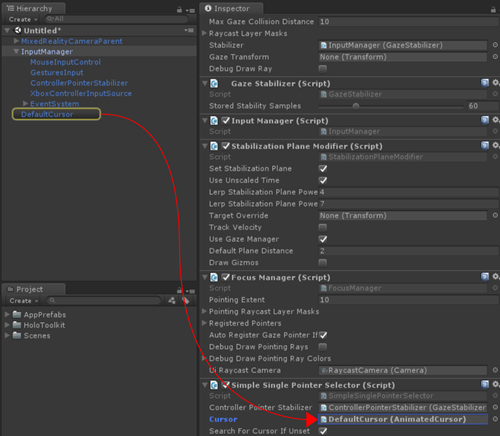 Hierarchy
Create
All
Untitled*
MixedRealityCameraParent
InputManager
MouseInputControl
GesturesInput
ControllerPointerStabilizer
XboxControllerInputSource
EventSystem
DefaultCursor
Project
Create
AppPrefabs
HoloToolkit
Scenes
Inspector
Max Gaze Collision Distance 10
Raycast Layer Masks
Stabilizer InputManager (GazeStabilizer)
Gaze Transform None (Transform)
Debug Draw Ray
Gaze Stabilizer (Script)
Script GazeStabilizer
Stored Stability Samples 60
Input Manager (Script)
Script InputManager
Stabilization Plane Modifier (Script)
Script StabilizationPlaneModifier
Set Stabilization Plane
Use Unscaled Time
Lerp Stabilization Plane Powe 4
Lerp Stabilization Plane Powe 7
Target Override None (Transform)
Track Velocity
Use Gaze Manager
Default Plane Distance 2
Draw Gizmos
Focus Manager (Script)
Script FocusManager
Pointing Extent 10
Pointing Raycast Layer Masks
Registered Pointers
Auto Register Gaze Pointer If
Debug Draw Pointing Rays
Debug Draw Pointing Ray Colors
Ui Raycast Camera RaycastCamera (Camera)
Simple Single Pointer Selector (Script)
Script SimpleSinglePointerSelector
Controller Pointer Stabilizer ControllerPointerStabilizer (GazeStabilizer
Cursor DefaultCursor (AnimatedCursor)
Search For Cursor If Unset